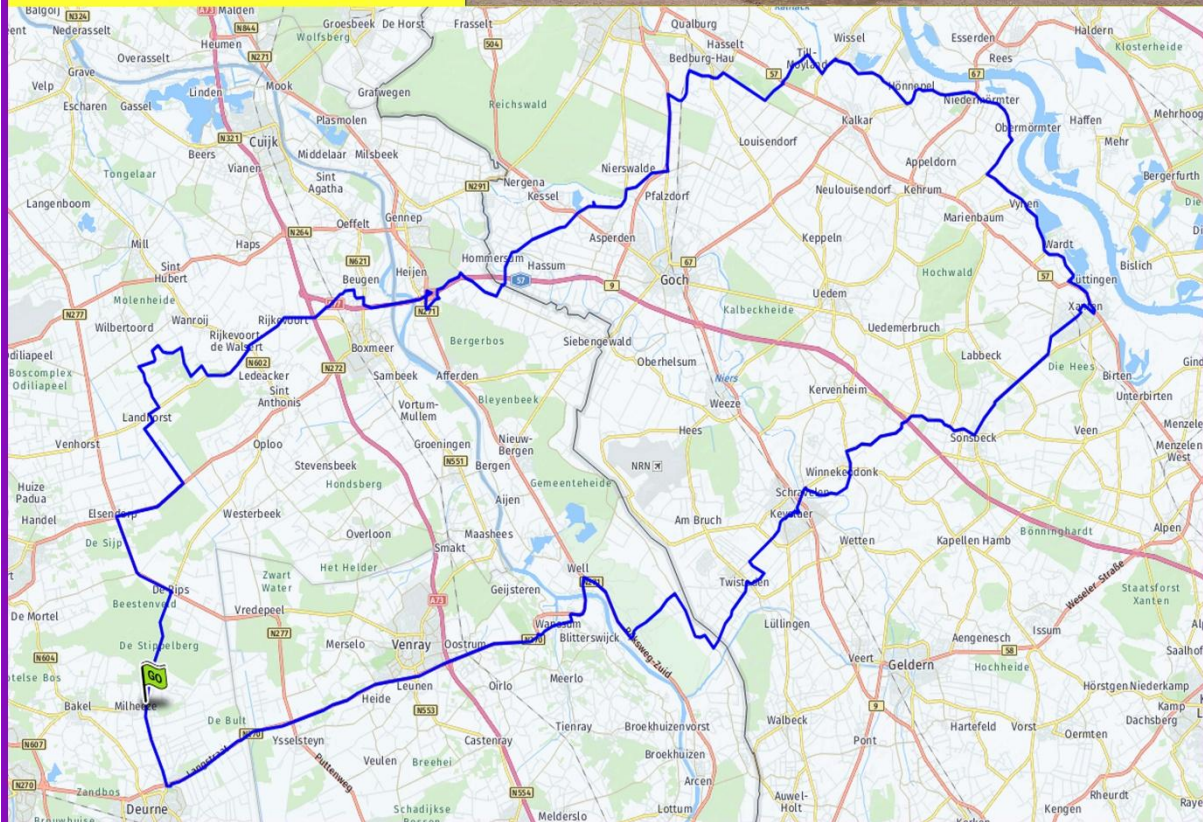 Balgoij
Malden
Groesbeek
De Horst
Frasselt
Qualburg
Wissel
Haldern
N324
A73
N844
Nederasselt
Wolfsberg
504
Hasselt
Esserden
Rees
Klosterheide
Heumen
N271
Bedburg-Hau
Till-
Moyland
Overasselt
57
67
Grave
Linden
Mook
Grafwegen
Hönnepel
Velp
Escharen
Gassel
Reichswald
Niedermörmter
Plasmolen
Kalkar
Obermörmter
Haffen
N321
Cuijk
Louisendorf
Mehr
Beers
Middelaar
Milsbeek
Vianen
Nierswalde
Appeldorn
Tongelaar
Sint
Agatha
N291
Nergena
Kessel
Pfalzdorf
Neulouisendorf
Kehrum
Bergerfurth
Langenboom
Oeffelt
Gennep
Marienbaum
Vynen
N264
Asperden
Keppeln
Mill
Haps
Wardt
N621
Hommersum
Hassum
67
Sint
Hubert
Beugen
Heijen
57
Goch
Hochwald
57
Bislich
Molenheide
9
Uedem
N277
N271
Kalbeckheide
Xanten
Wilbertoord
Wanroij
Rijkevoort
Rijkevoort
de Walsert
Bergerbos
Siebengewald
Uedemerbruch
Odiliapeel
N602
Boxmeer
Labbeck
Boscomplex
Odiliapeel
Ledeacker
N272
Oberhelsum
Die Hees
Sint
Anthonis
Sambeek
Afferden
Niers
Kervenheim
Birten
Landhorst
Vortum-
Mullem
Bleyenbeek
Weeze
Unterbirten
Venhorst
Oploo
Groeningen
Nieuw-
Bergen
Hees
Sonsbeck
Veen
Stevensbeek
N551
Bergen
NRN
Winnekendonk
Huize
Padua
Hondsberg
Gemeenteheide
Schravelen
Handel
Elsendorp
Westerbeek
Aijen
Am Bruch
Kevelaer
Bönninghardt
Alpen
De Sijp
Overloon
Maashees
Wetten
Kapellen
Hamb
Smakt
Het Helder
Well
Twisteden
Staatsforst
Xanten
De Rips
Zwart
Water
Geijsteren
Weseler Straße
Beestenveld
A73
De Mortel
Vredepeel
Lüllingen
Wanssum
N277
Blitterswijck
Issum
De Stippelberg
Merselo
Venray
Oostrum
N270
Rijksweg-Zuid
Aengenesch
N604
58
GO
Veert
Geldern
Hochheide
Leunen
Oirlo
Meerlo
Bakel
Milheeze
Heide
Hörstgen
Niederkamp
N553
De Bult
Walbeck
9
Kamp
Tienray
Broekhuizenvorst
Hartefeld
Vorst
Dachsberg
N607
N270
Ysselsteyn
Castenray
Pont
Oermten
Langstraat
Veulen
Breehei
Broekhuizen
Puttenweg
Arcen
N270
Zandbos
N554
Auwel-
Holt
Rheurdt
Deurne
Schadijkse
Lottum
Kengen
Melderslo